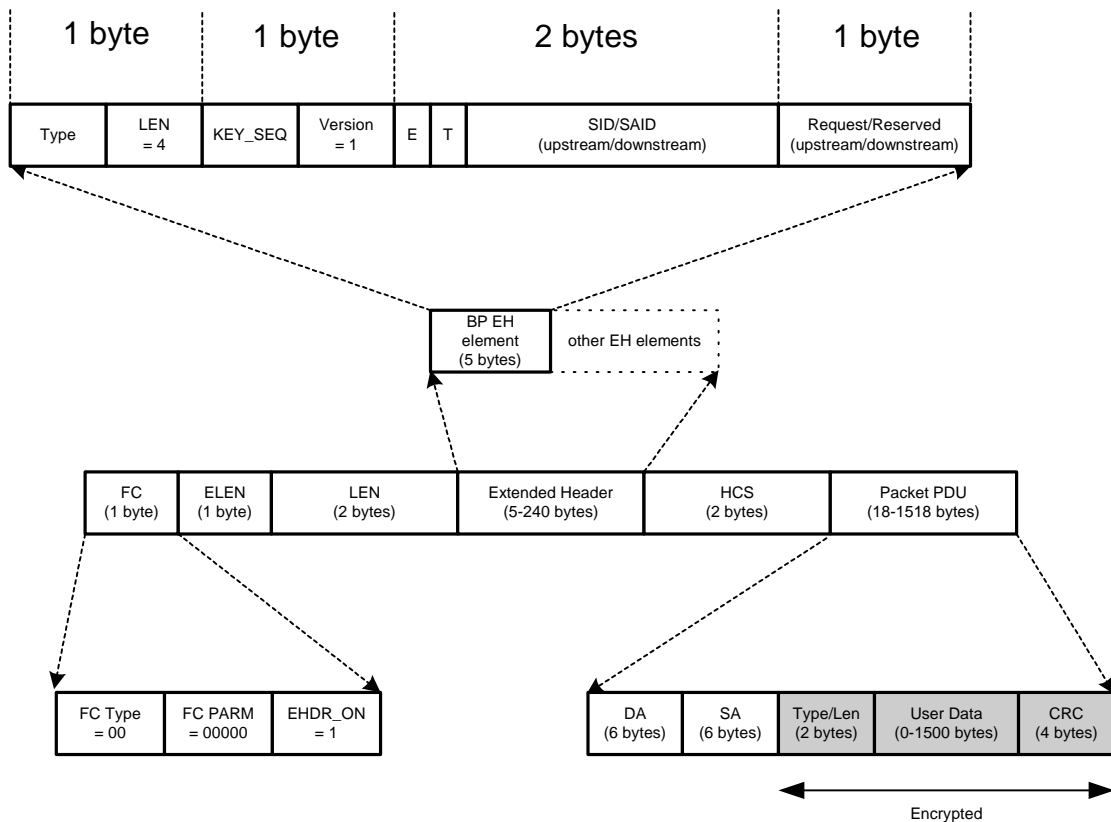 1 byte 1 byte 2 bytes 1 byte
Type
LEN
= 4
KEY_SEQ
Version
= 1
E
T
SID/SAID
(upstream/downstream)
Request/Reserved
(upstream/downstream)
BP EH
element
(5 bytes)
other EH elements
FC
(1 byte)
ELEN
(1 byte)
LEN
(2 bytes)
Extended Header
(5-240 bytes)
HCS
(2 bytes)
Packet PDU
(18-1518 bytes)
FC Type
= 00
FC PARM
= 00000
EHDR_ON
= 1
DA
(6 bytes)
SA
(6 bytes)
Type/Len
(2 bytes)
User Data
(0-1500 bytes)
CRC
(4 bytes)
Encrypted